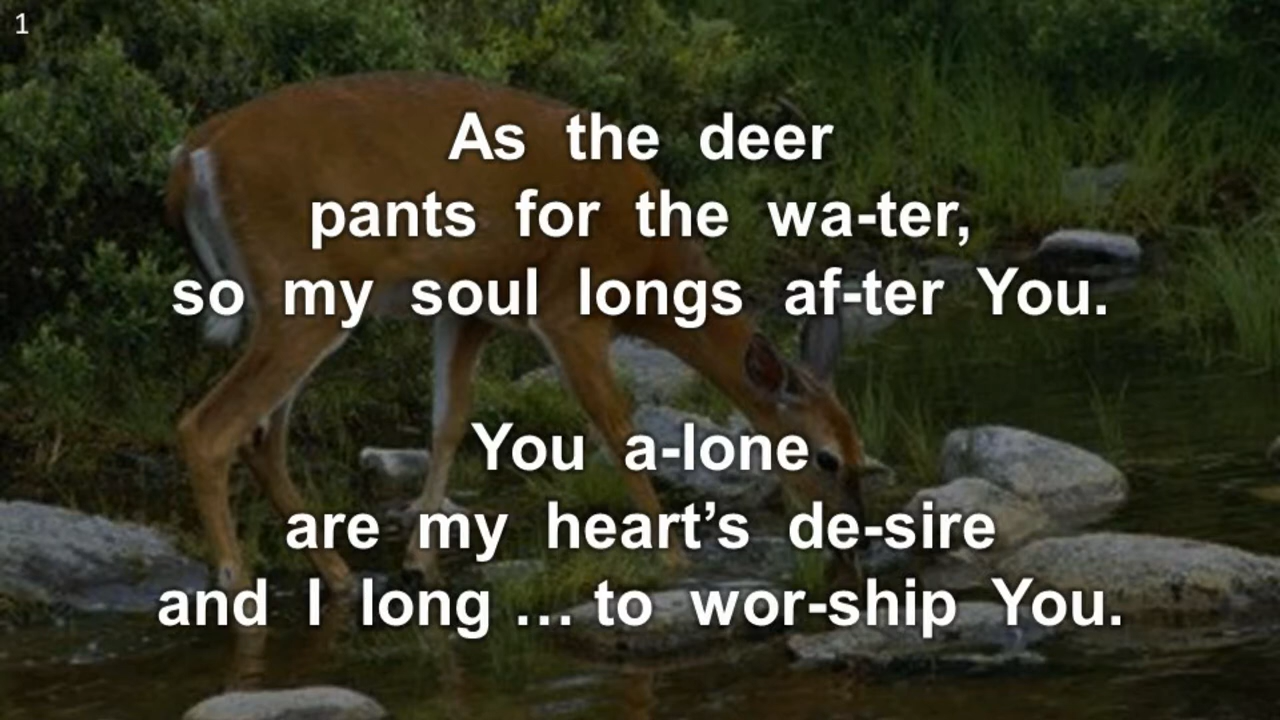 1
As the deer
pants for the wa-ter,
so my soul longs af-ter You.
You a-lone
are my heart’s de-sire
and I long … to wor-ship You.